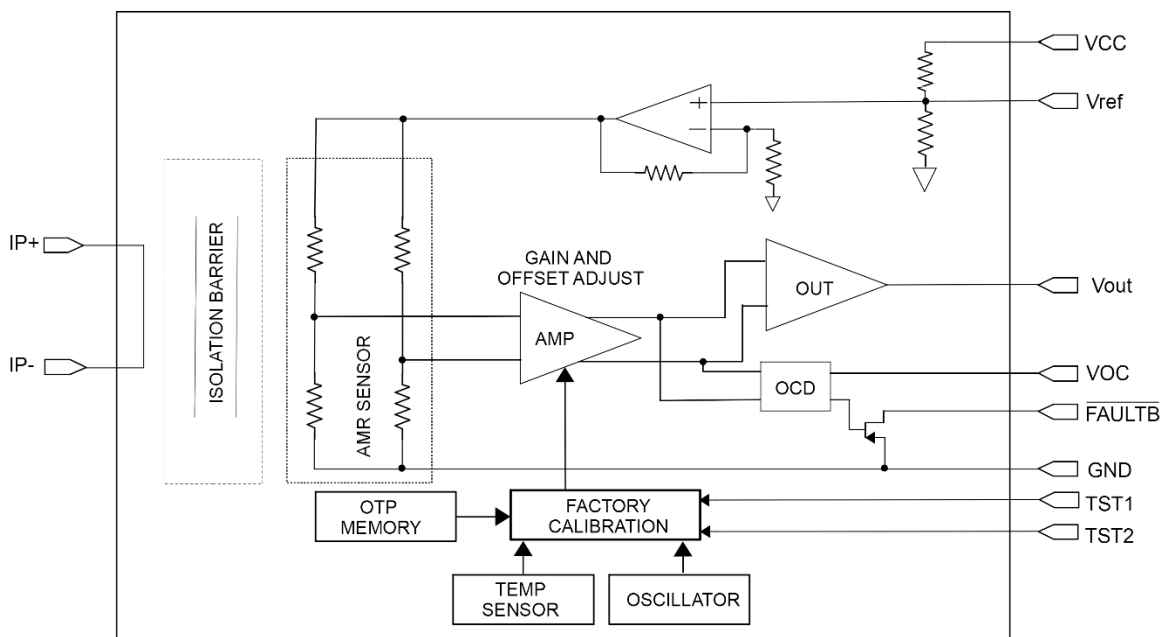 VCC
Vref
+
−
IP+
IP-
ISOLATION BARRIER
AMR SENSOR
GAIN AND
OFFSET ADJUST
AMP
OUT
Vout
OCD
VOC
FAULTB
GND
OTP
MEMORY
FACTORY
CALIBRATION
TST1
TST2
TEMP
SENSOR
OSCILLATOR